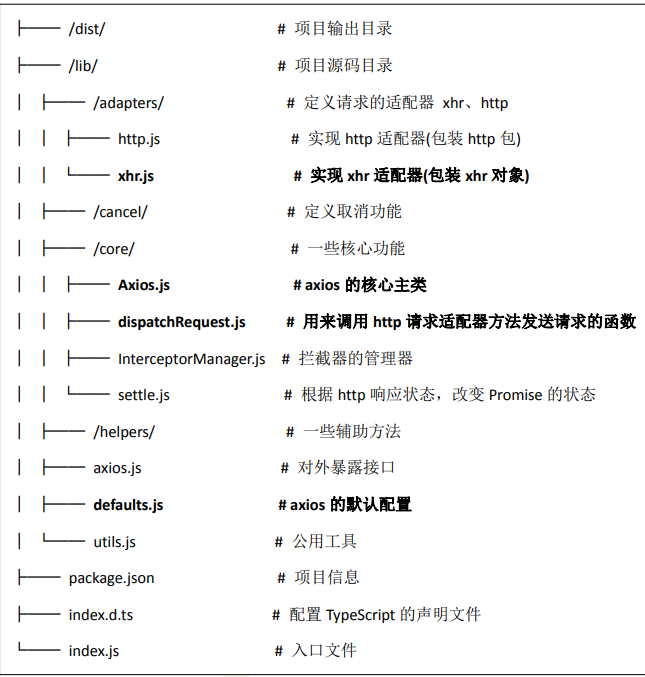 ├── /dist/ # 项目输出目录
├── /lib/ # 项目源码目录
│ ├── /adapters/ # 定义请求的适配器 xhr、http
│ │ ├── http.js # 实现 http 适配器(包装 http 包)
│ │ └── xhr.js # 实现 xhr 适配器(包装 xhr 对象)
│ ├── /cancel/ # 定义取消功能
│ ├── /core/ # 一些核心功能
│ │ ├── Axios.js # axios 的核心主类
│ │ ├── dispatchRequest.js # 用来调用 http 请求适配器方法发送请求的函数
│ │ ├── InterceptorManager.js # 拦截器的管理器
│ │ └── settle.js # 根据 http 响应状态，改变 Promise 的状态
│ ├── /helpers/ # 一些辅助方法
│ ├── axios.js # 对外暴露接口
│ ├── defaults.js # axios 的默认配置
│ └── utils.js # 公用工具
├── package.json # 项目信息
├── index.d.ts # 配置 TypeScript 的声明文件
└── index.js # 入口文件